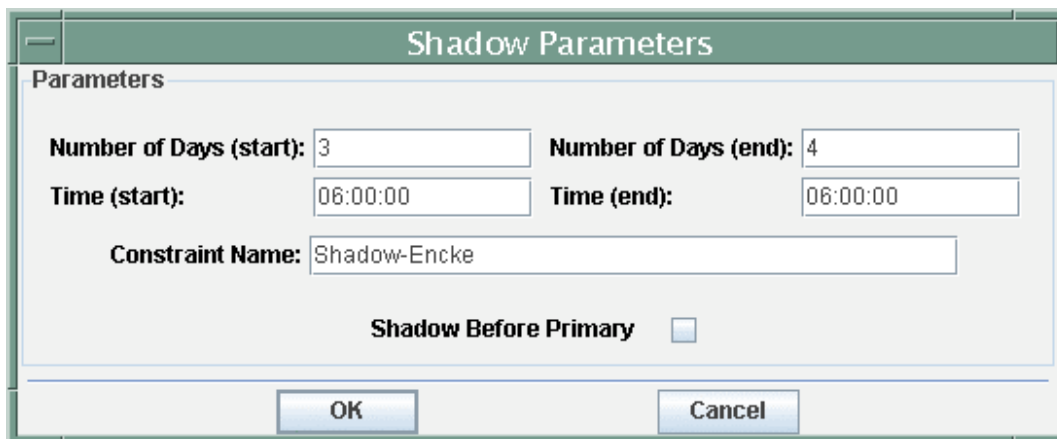 Shadow Parameters
Parameters
Number of Days (start): 3 Number of Days (end): 4
Time (start): 06:00:00 Time (end): 06:00:00
Constraint Name: Shadow-Encke
Shadow Before Primary
OK Cancel